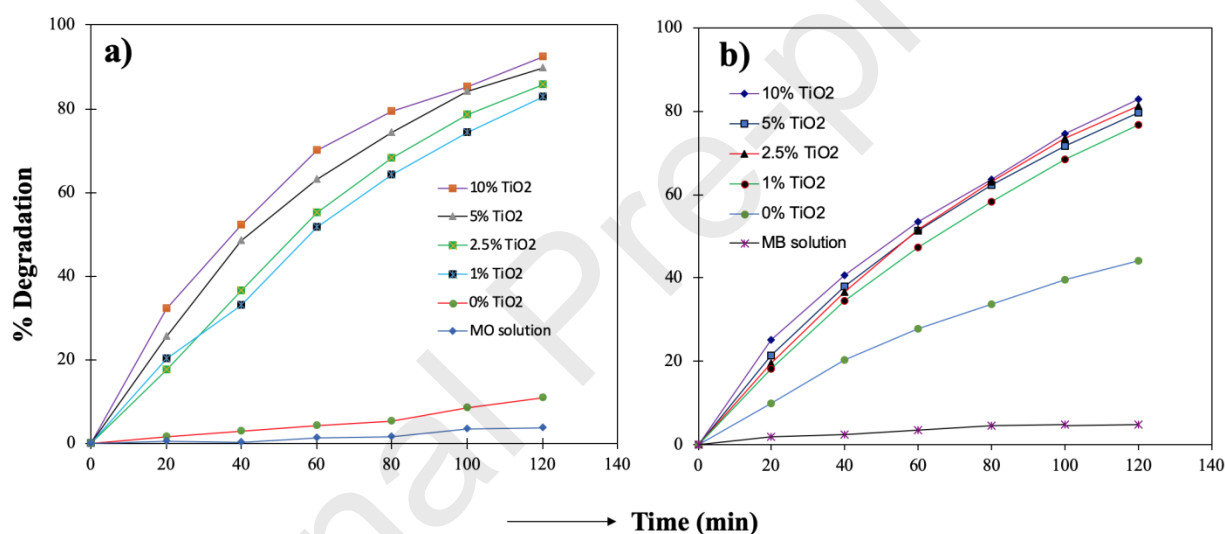 a)
% Degradation
100
80
60
40
20
0
0 20 40 60 80 100 120 140
10% TiO2
5% TiO2
2.5% TiO2
1% TiO2
0% TiO2
MO solution
b)
100
80
60
40
20
0
0 20 40 60 80 100 120 140
10% TiO2
5% TiO2
2.5% TiO2
1% TiO2
0% TiO2
MB solution
Time (min)
nal Pre-p